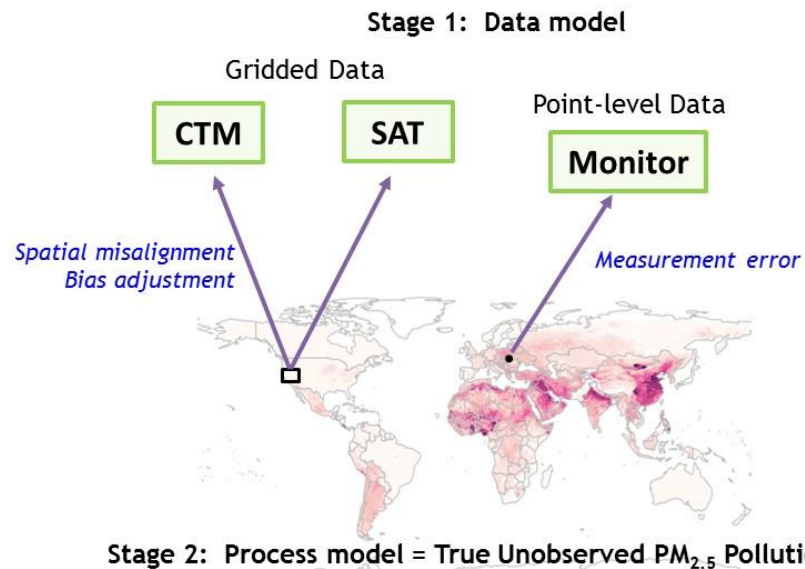 Stage 1: Data model
Gridded Data
Point-level Data
CTM
SAT
Monitor
Spatial misalignment
Bias adjustment
Measurement error
Stage 2: Process model = True Unobserved PM2.5 Polluti